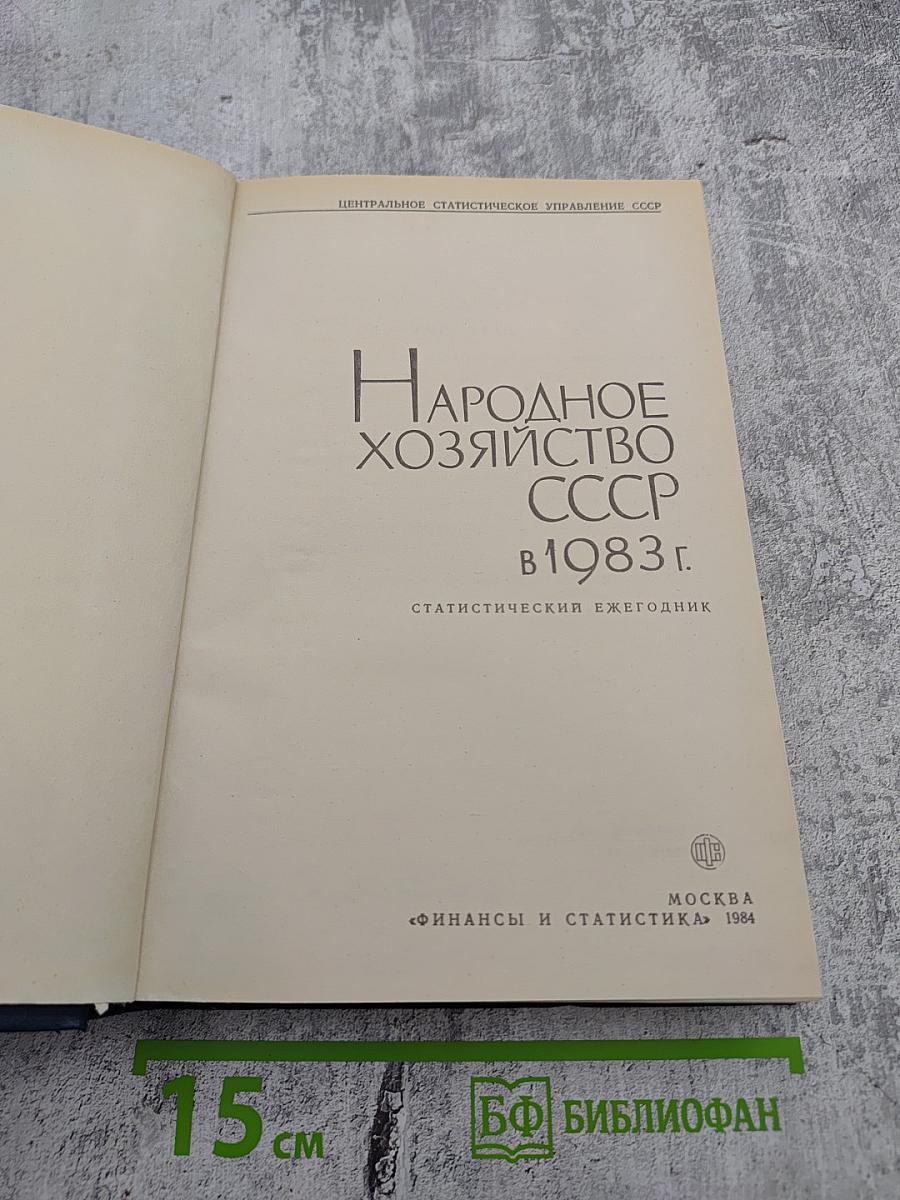 ЦЕНТРАЛЬНОЕ СТАТИСТИЧЕСКОЕ УПРАВЛЕНИЕ СССР
НАРОДНОЕ
ХОЗЯЙСТВО
СССР
в 1983 г.
СТАТИСТИЧЕСКИЙ ЕЖЕГОДНИК
МОСКВА
«ФИНАНСЫ И СТАТИСТИКА» 1984
15 см
БФ БИБЛИОФАН